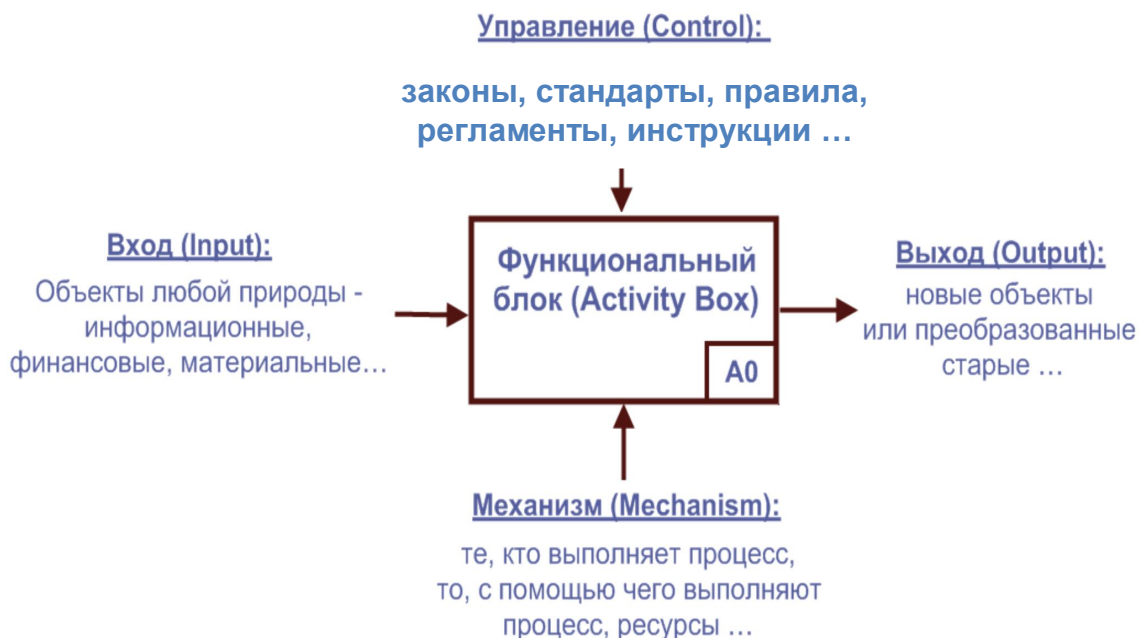 Управление (Control):
законы, стандарты, правила,
регламенты, инструкции …
Вход (Input):
Объекты любой природы -
информационные,
финансовые, материальные…
Функциональный
блок (Activity Box)
A0
Выход (Output):
новые объекты
или преобразованные
старые …
Механизм (Mechanism):
те, кто выполняет процесс,
то, с помощью чего выполняют
процесс, ресурсы …